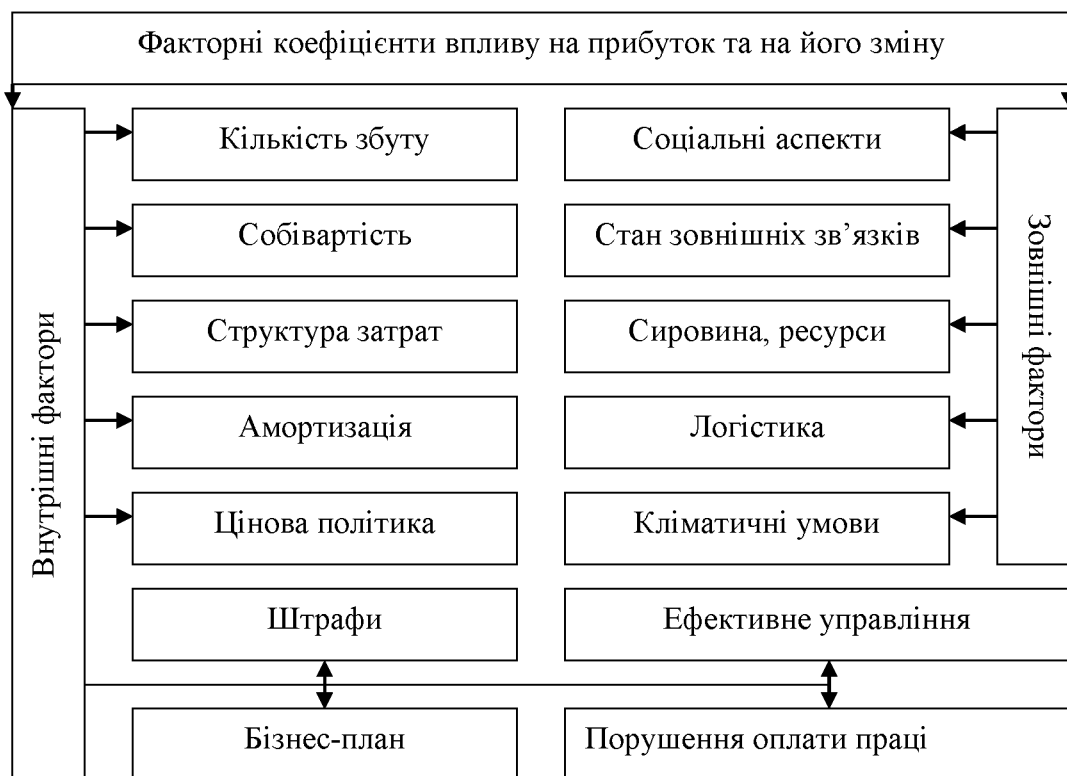 Факторні коефіцієнти впливу на прибуток та на його зміну
Внутрішні фактори
Кількість збуту
Собівартість
Структура затрат
Амортизація
Цінова політика
Соціальні аспекти
Стан зовнішніх зв’язків
Сировина, ресурси
Логістика
Кліматичні умови
Зовнішні фактори
Штрафи
Ефективне управління
Бізнес-план
Порушення оплати праці